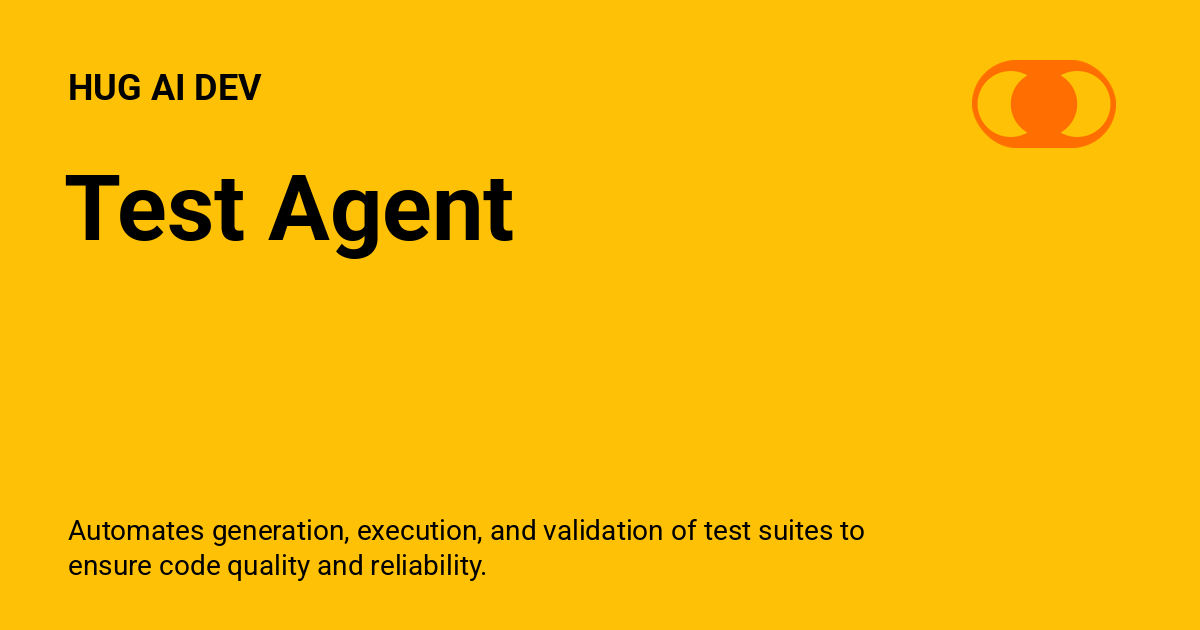 HUG AI DEV
Test Agent
Automates generation, execution, and validation of test suites to
ensure code quality and reliability.